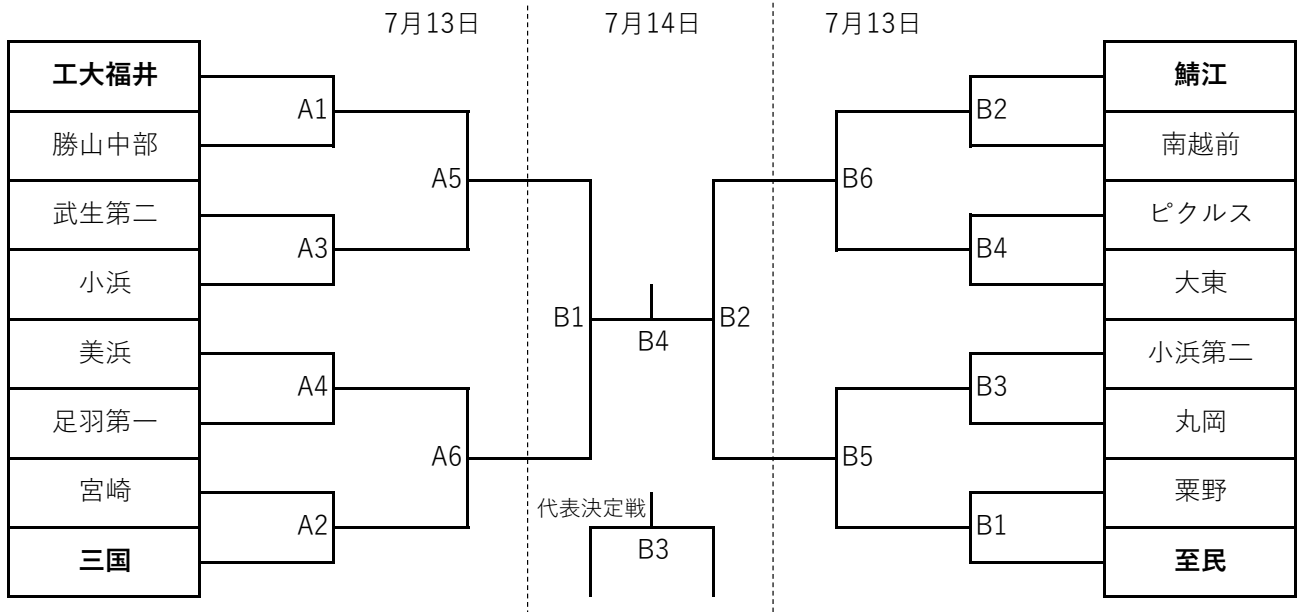 7月13日
7月14日
7月13日
工大福井
勝山中部
武生第二
小浜
美浜
足羽第一
宮崎
三国
A1
A3
A4
A2
A5
A6
B1
B4
B2
代表決定戦
B3
B6
B5
B2
B4
B3
B1
鯖江
南越前
ピクルス
大東
小浜第二
丸岡
粟野
至民